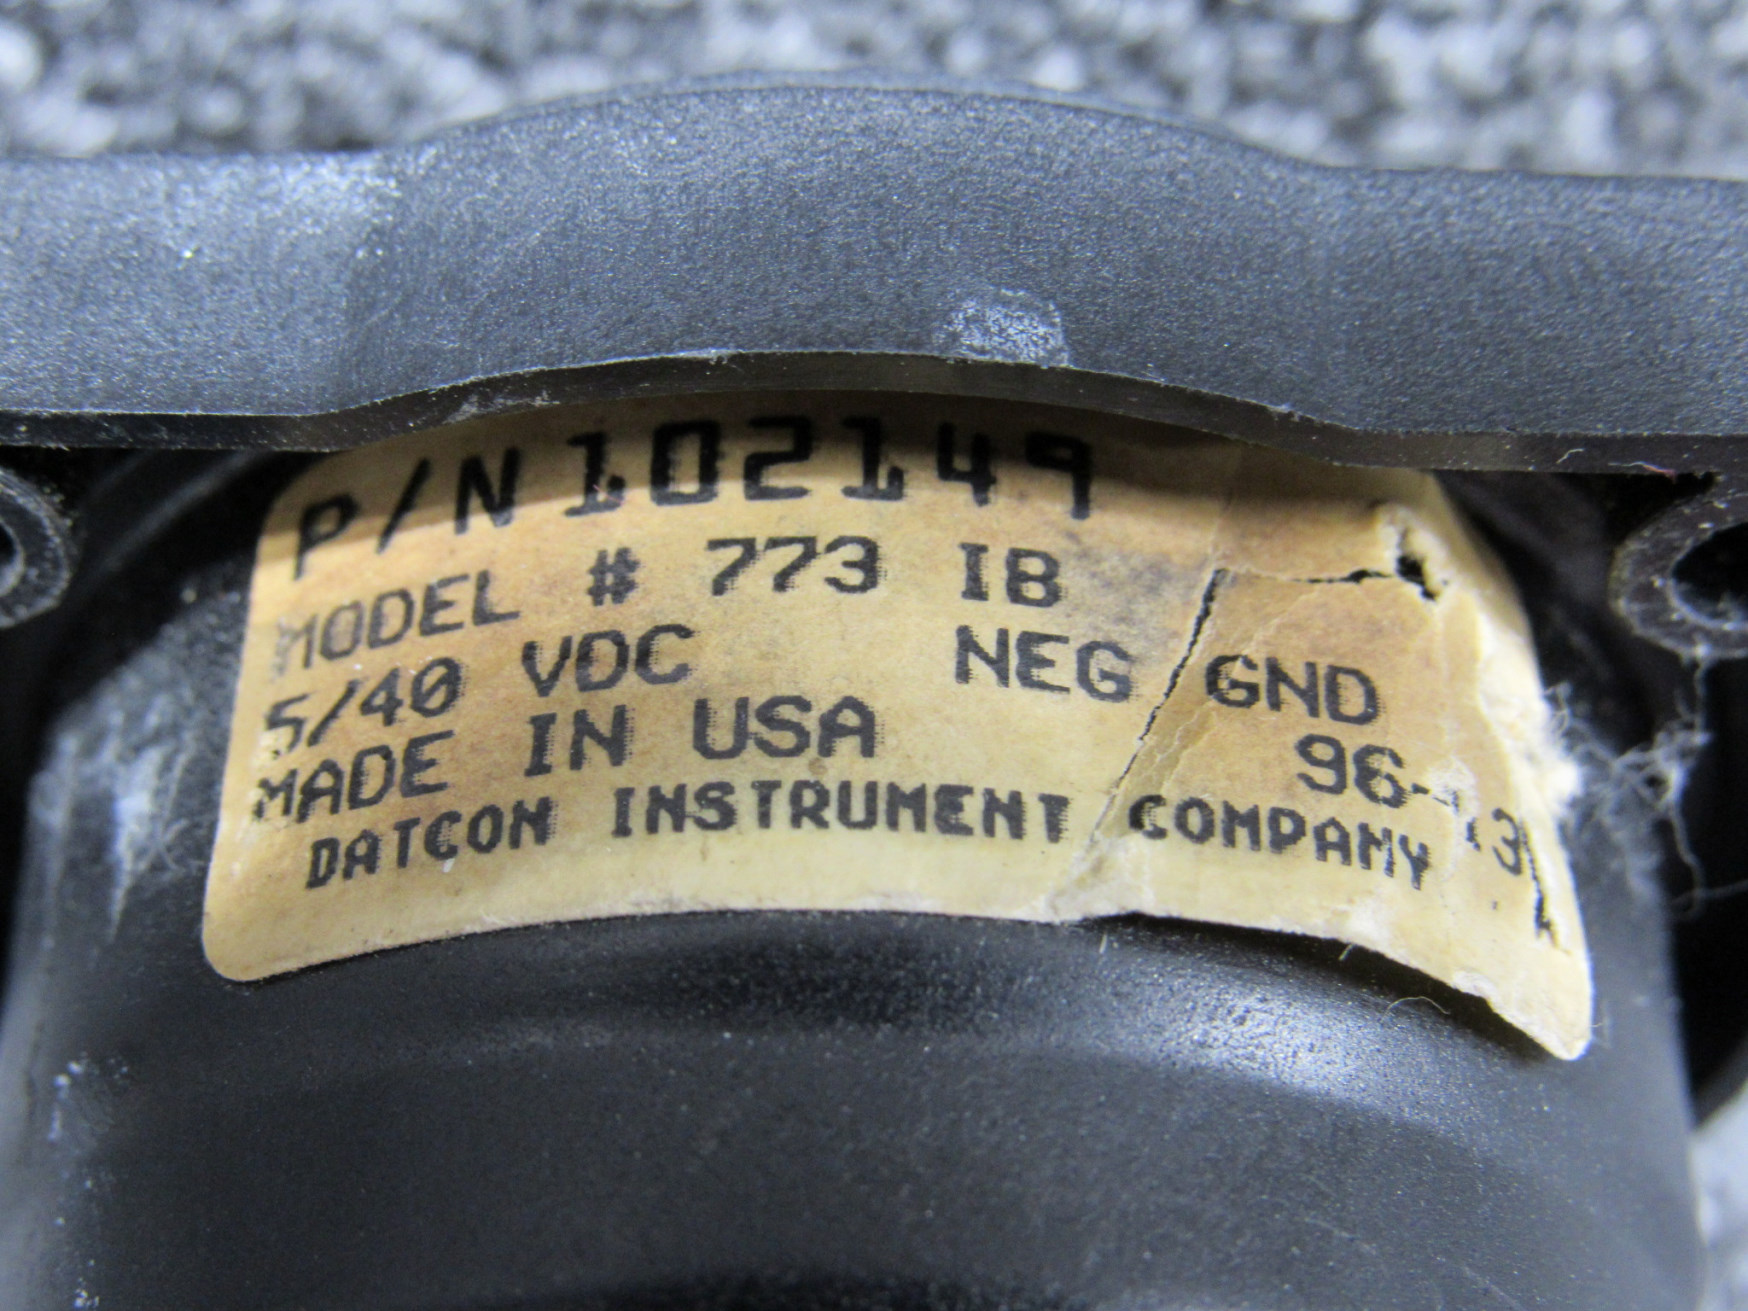 P/N 102149
MODEL # 773 IB
5/40 VDC NEG GND
MADE IN USA
DATCON INSTRUMENT COMPANY